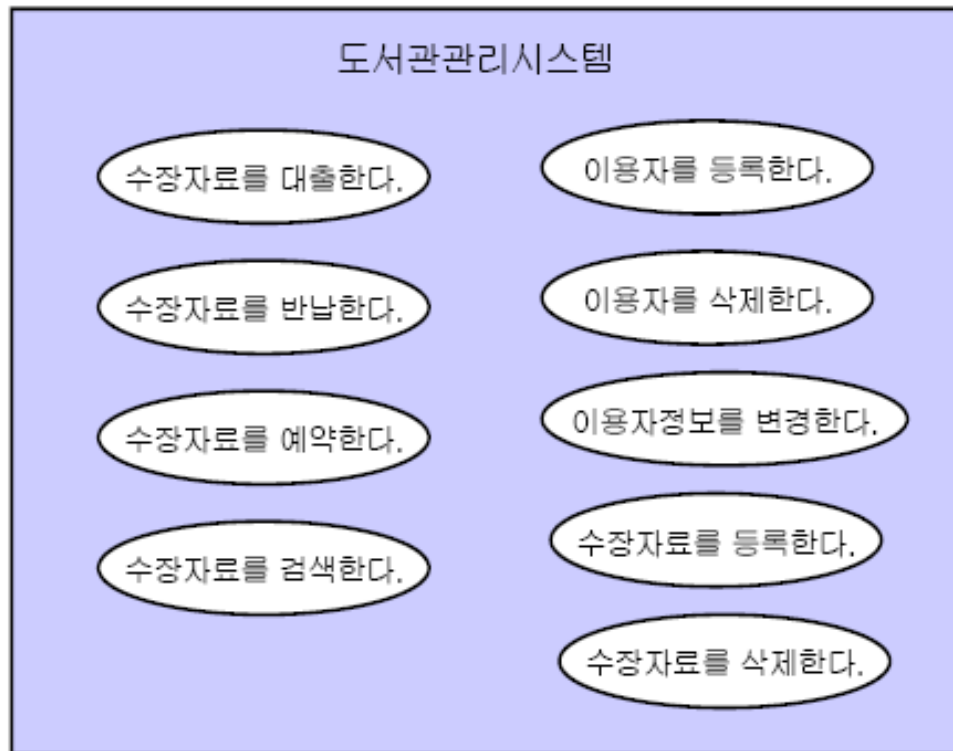 도서관관리시스템
수장자료를 대출한다.
수장자료를 반납한다.
수장자료를 예약한다.
수장자료를 검색한다.
이용자를 등록한다.
이용자를 삭제한다.
이용자정보를 변경한다.
수장자료를 등록한다.
수장자료를 삭제한다.